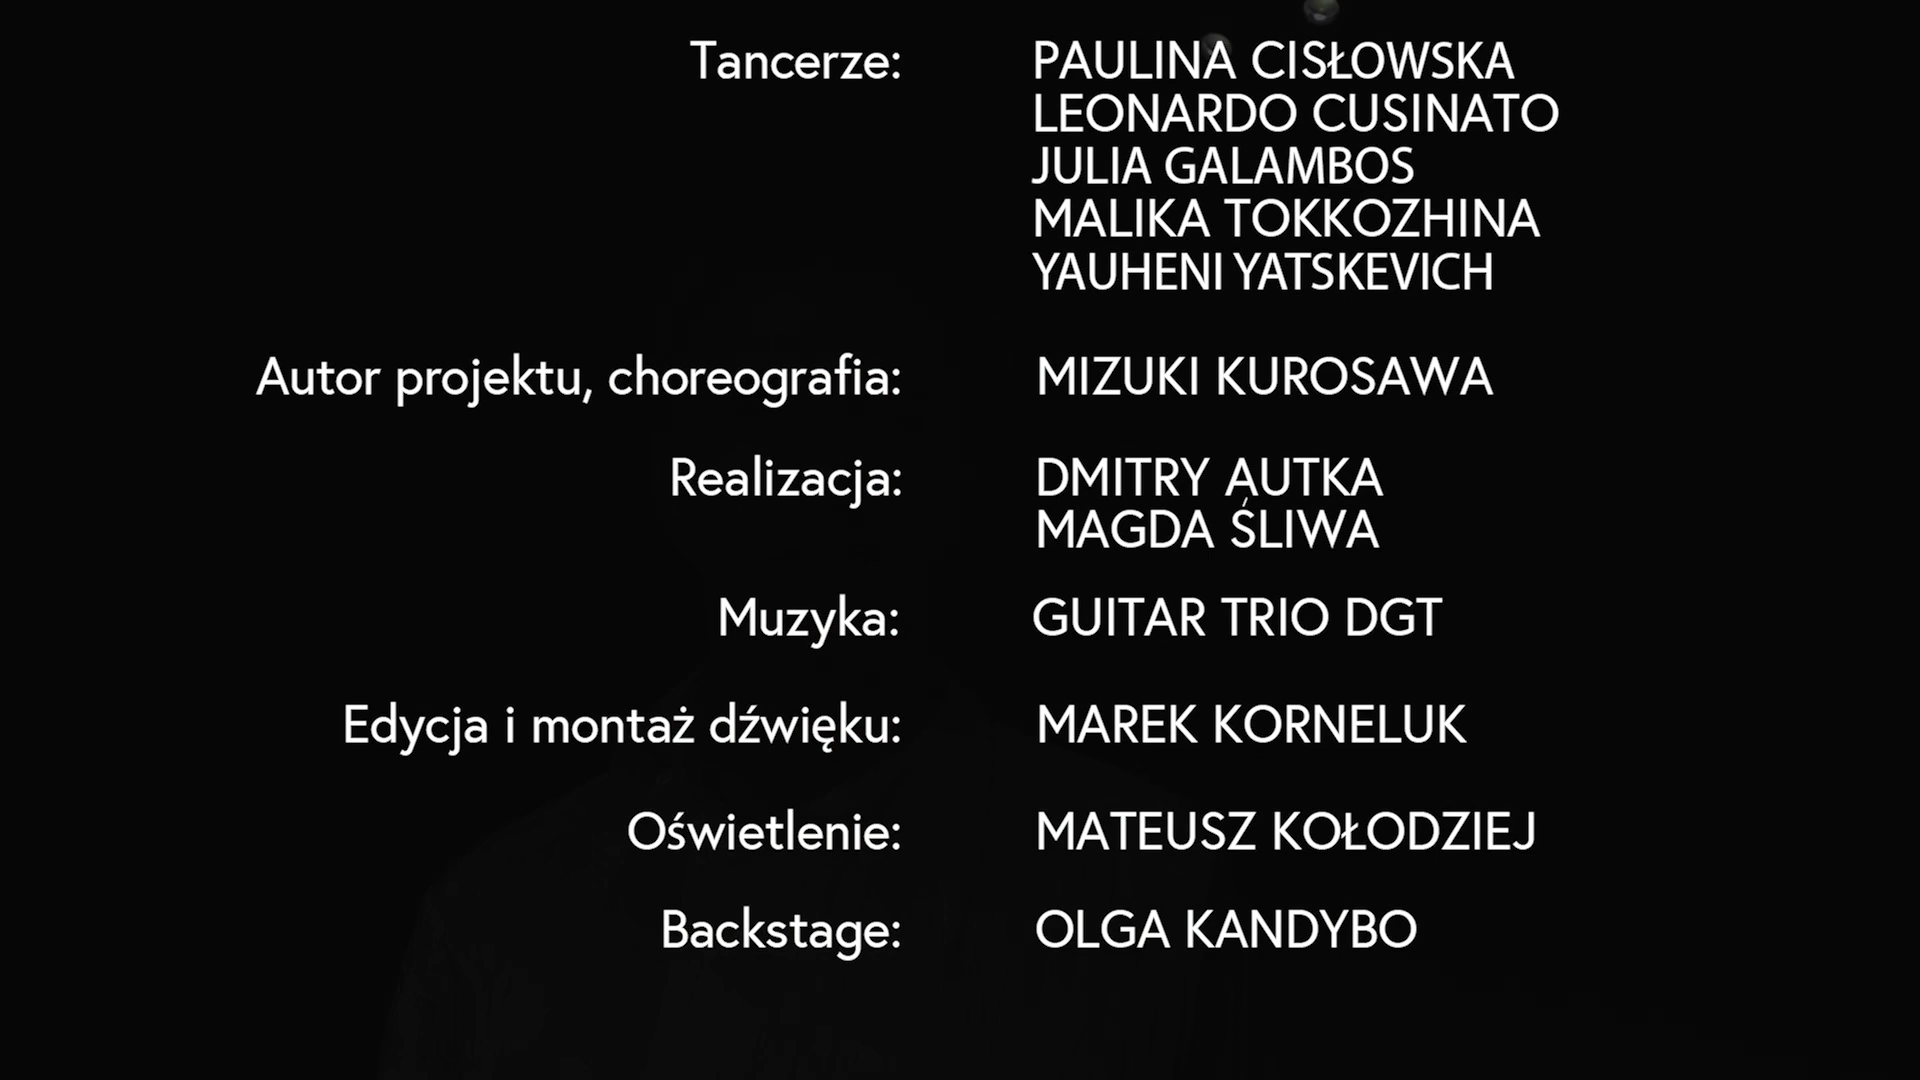 Tancerze: PAULINA CISŁOWSKA
LEONARDO CUSINATO
JULIA GALAMBOS
MALIKA TOKKOZHINA
YAUHENI YATSKEVICH
Autor projektu, choreografia: MIZUKI KUROSAWA
Realizacja: DMITRY AUTKA
MAGDA ŚLIWA
Muzyka: GUITAR TRIO DGT
Edycja i montaż dźwięku: MAREK KORNELUK
Oświetlenie: MATEUSZ KOŁODZIEJ
Backstage: OLGA KANDYBO